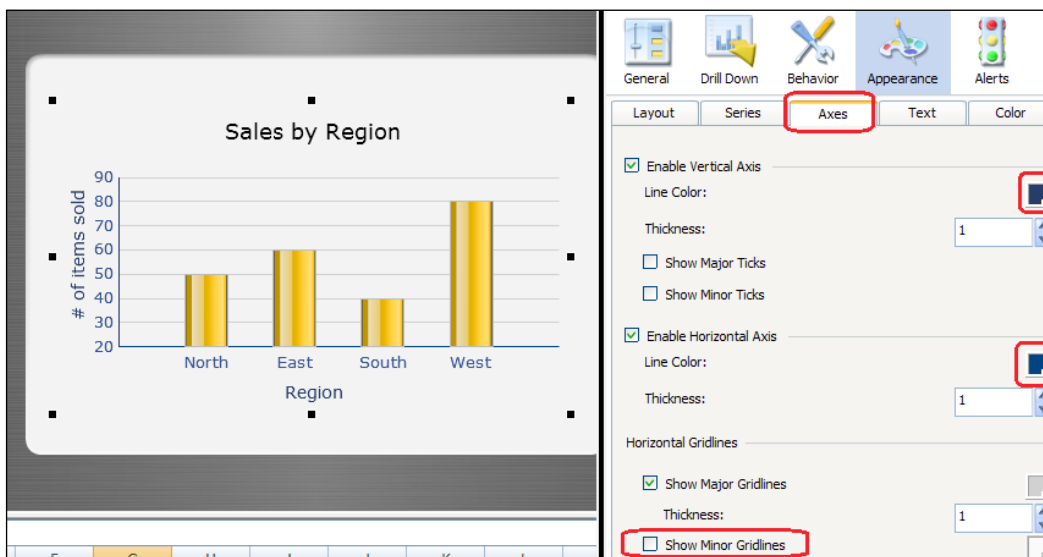 Sales by Region
# of items sold
90
80
70
60
50
40
30
20
North East South West
Region
General Drill Down Behavior Appearance Alerts
Layout Series Axes Text Color
Enable Vertical Axis
Line Color:
Thickness: 1
Show Major Ticks
Show Minor Ticks
Enable Horizontal Axis
Line Color:
Thickness: 1
Horizontal Gridlines
Show Major Gridlines
Thickness: 1
Show Minor Gridlines